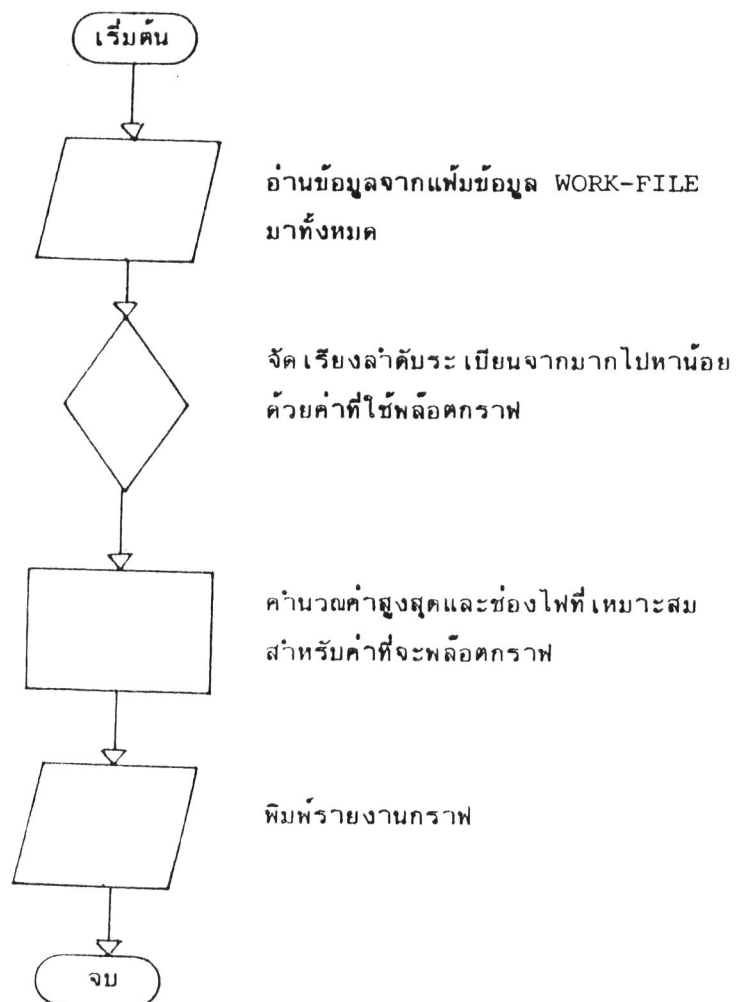 เริ่มต้น
อ่านข้อมูลจากแฟ้มข้อมูล WORK-FILE
มาทั้งหมด
จัดเรียงลำดับระเบียนจากมากไปหาน้อย
ด้วยค่าที่ใช้พล๊อตกราฟ
คำนวณค่าสูงสุดและช่องไฟที่เหมาะสม
สำหรับค่าที่จะพล๊อตกราฟ
พิมพ์รายงานกราฟ
จบ